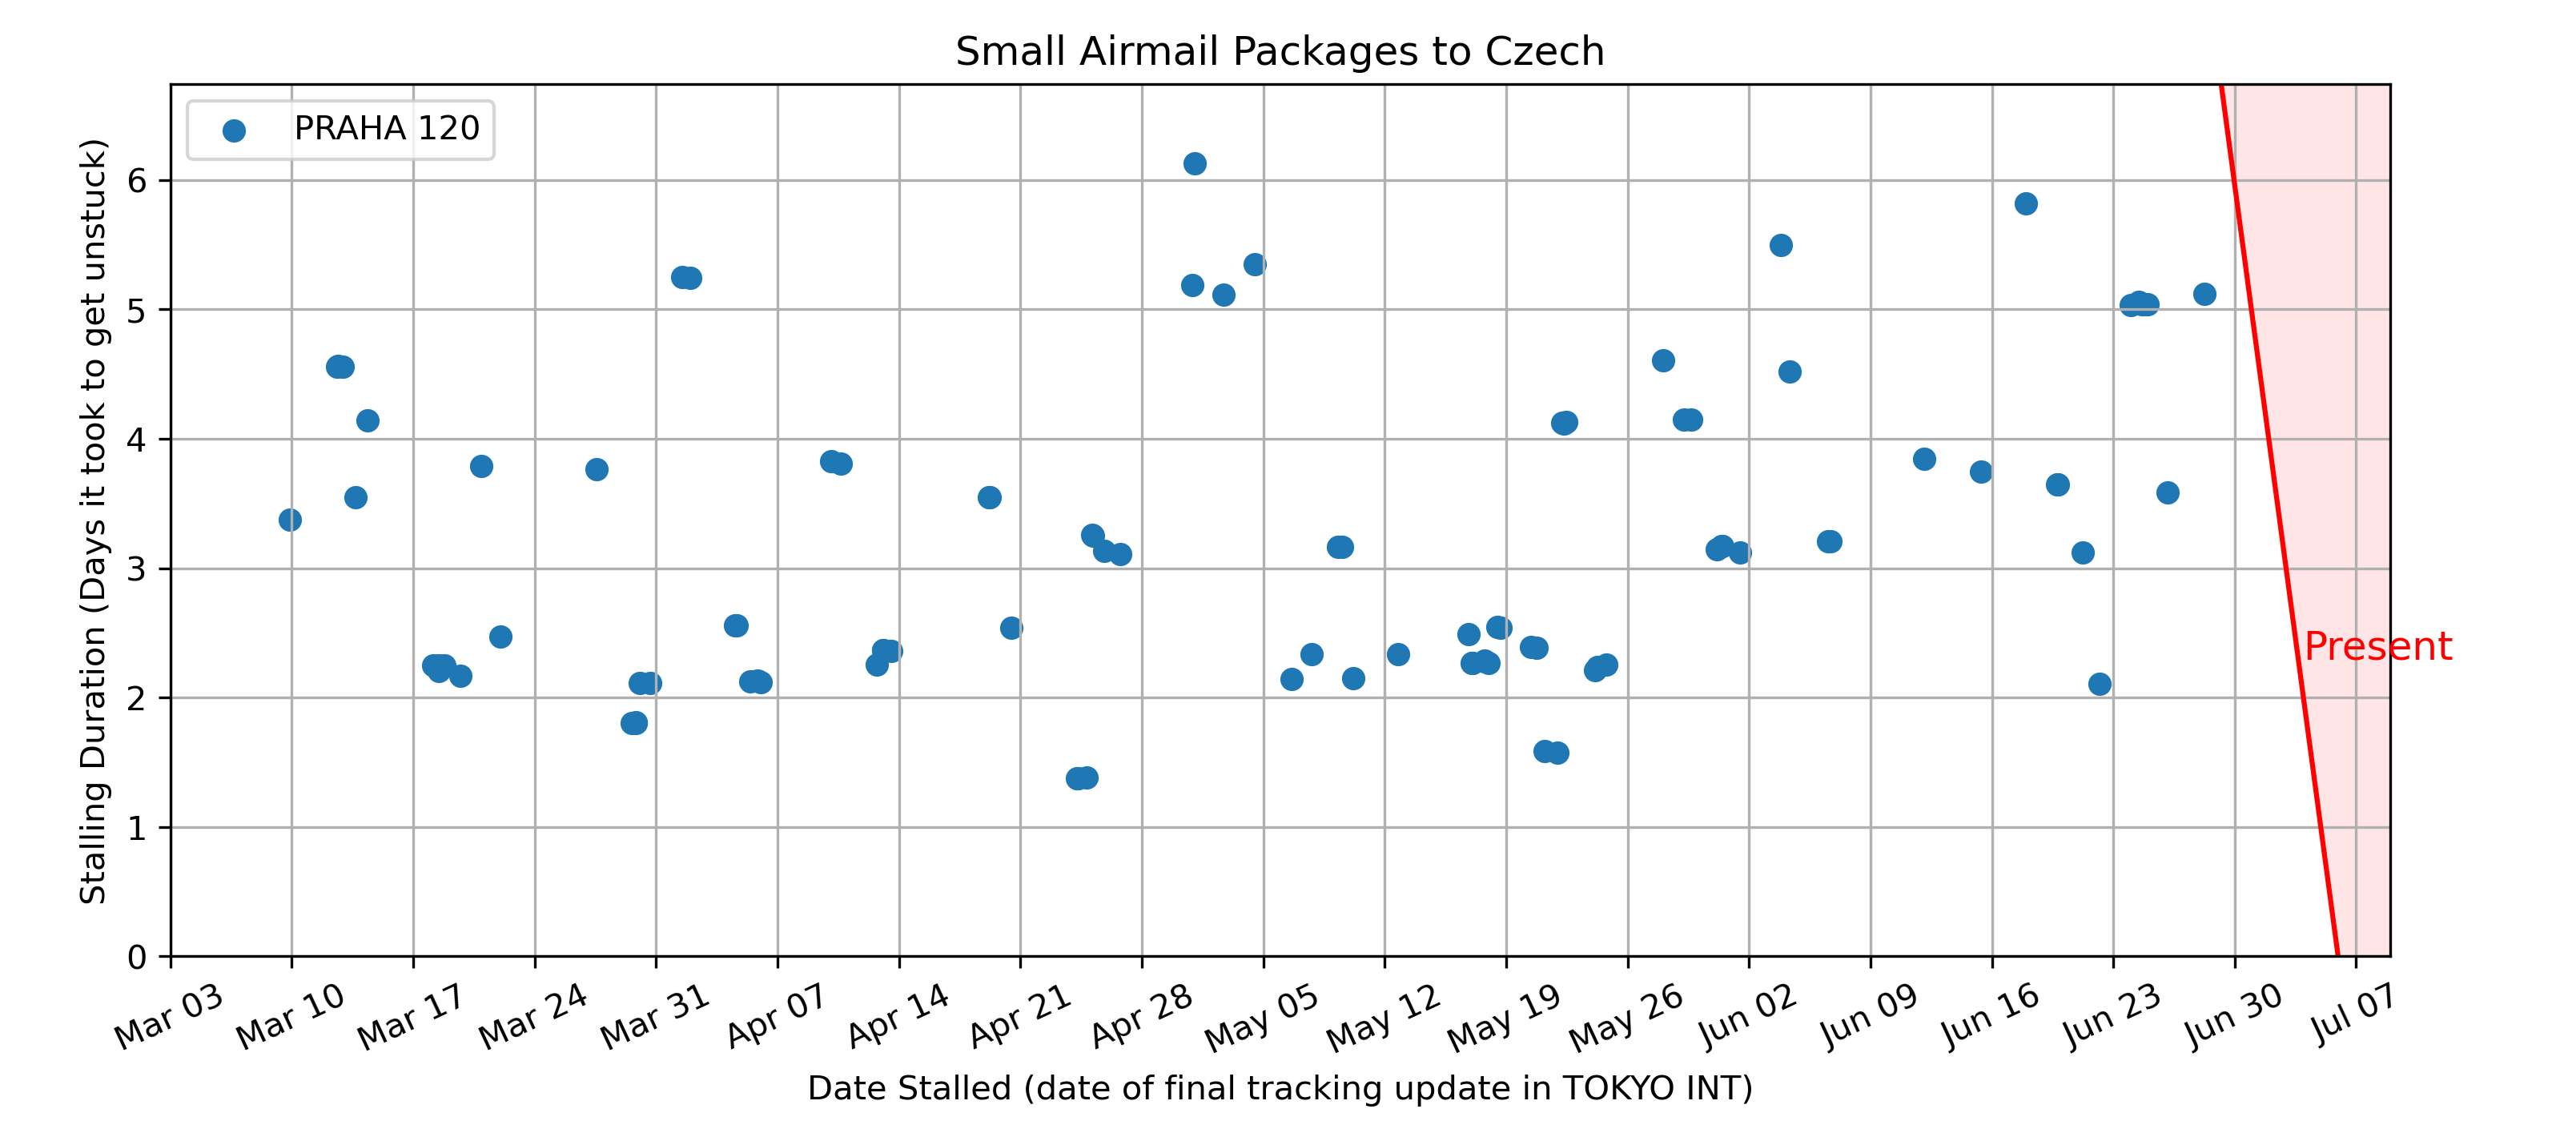 Small Airmail Packages to Czech
PRAHA 120
Stalling Duration (Days it took to get unstuck)
6
5
4
3
2
1
0
Present
Mar 03
Mar 10
Mar 17
Mar 24
Mar 31
Apr 07
Apr 14
Apr 21
Apr 28
May 05
May 12
May 19
May 26
Jun 02
Jun 09
Jun 16
Jun 23
Jun 30
Jul 07
Date Stalled (date of final tracking update in TOKYO INT)